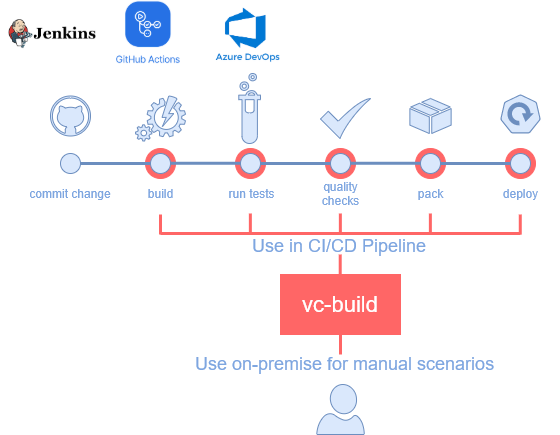 Jenkins
GitHub Actions
Azure DevOps
commit change
build
run tests
quality
checks
pack
deploy
Use in CI/CD Pipeline
vc-build
Use on-premise for manual scenarios